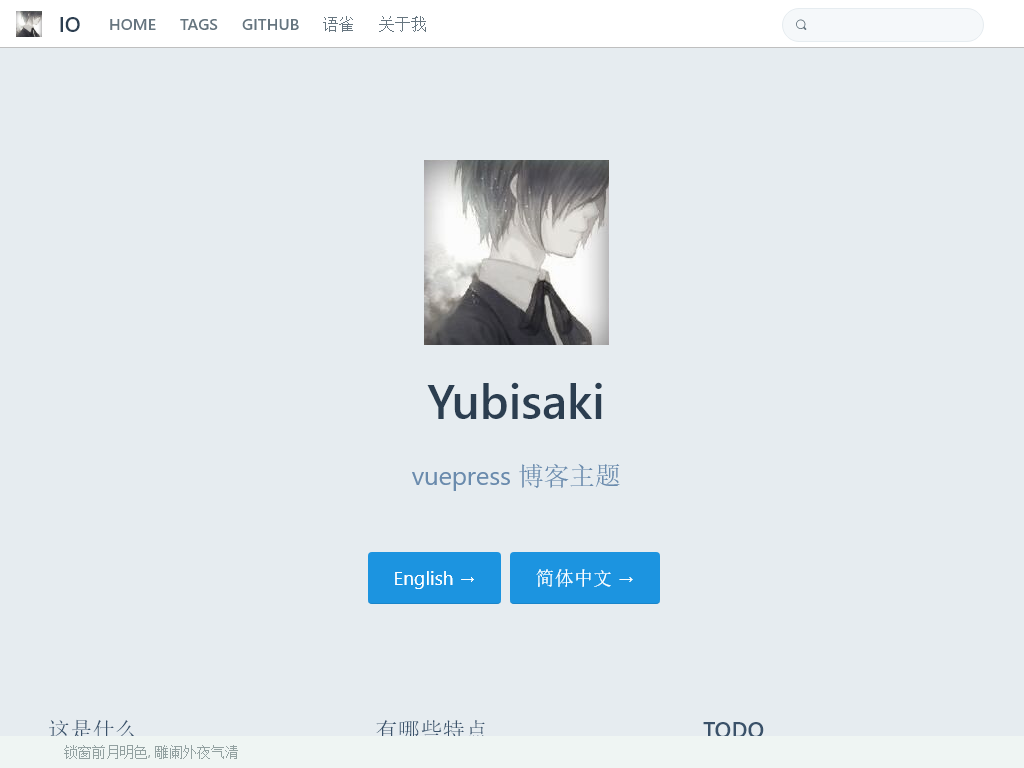 IO HOME TAGS GITHUB 语雀 关于我
Yubisaki
vuepress 博客主题
English → 简体中文 →
这是什么 有哪些特点 TODO
锁窗前月明色, 雕阑外夜气清